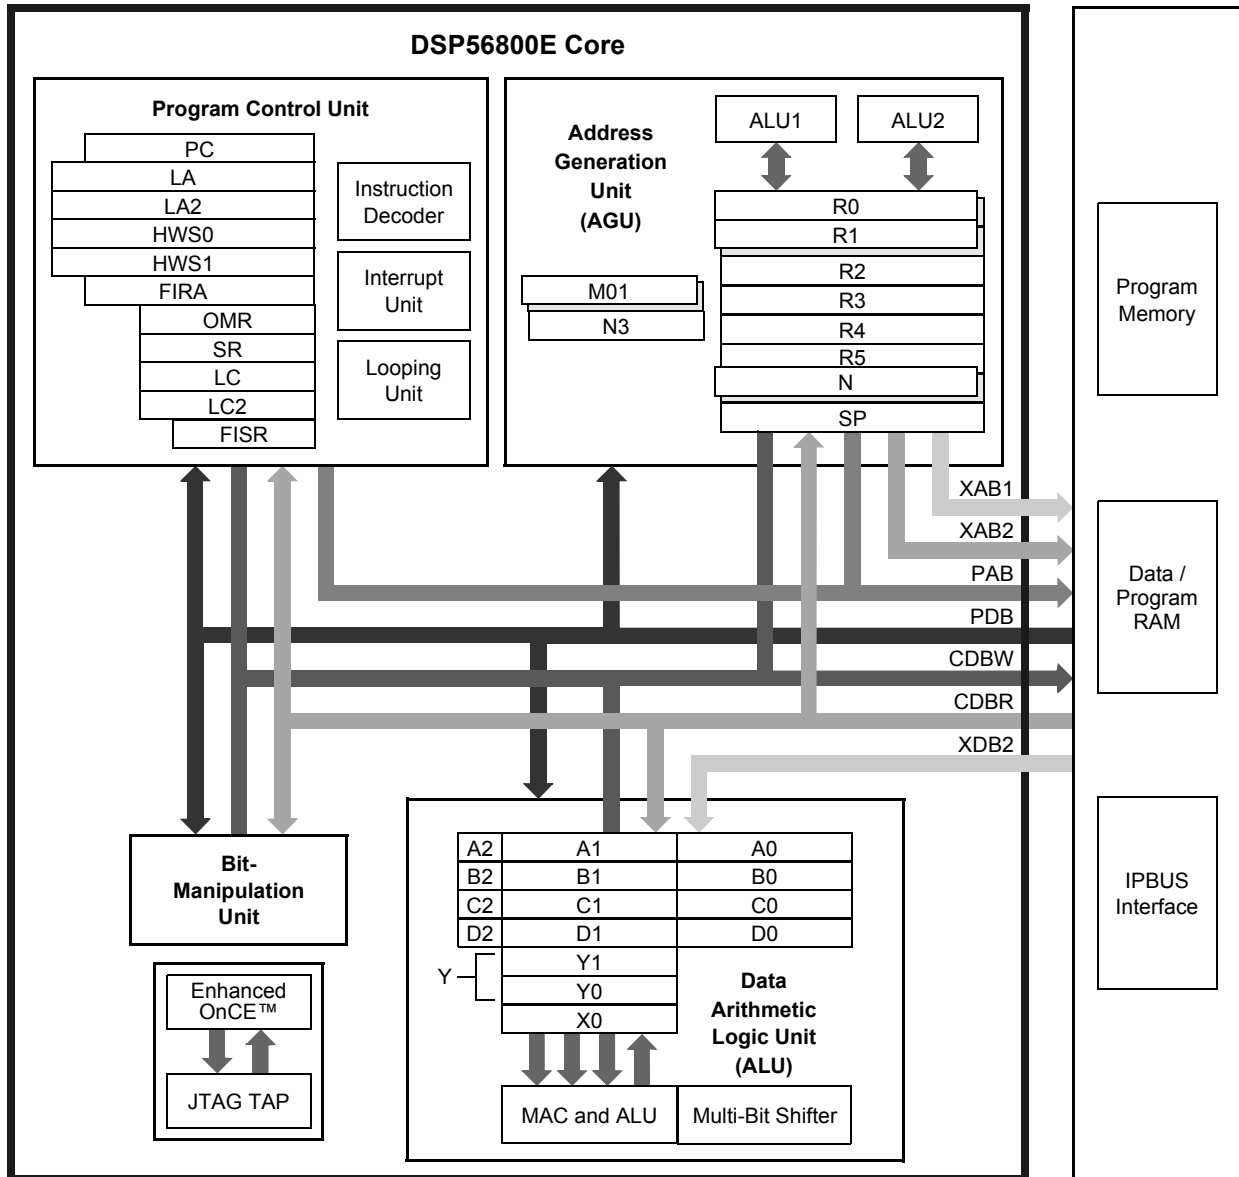 DSP56800E Core
Program Control Unit
PC
LA
LA2
HWS0
HWS1
FIRA
OMR
SR
LC
LC2
FISR
Instruction
Decoder
Interrupt
Unit
Looping
Unit
Address
Generation
Unit
(AGU)
ALU1
ALU2
R0
R1
R2
R3
R4
R5
N
SP
M01
N3
XAB1
XAB2
PAB
PDB
CDBW
CDBR
XDB2
Program
Memory
Data /
Program
RAM
IPBUS
Interface
Bit-
Manipulation
Unit
Enhanced
OnCE™
JTAG TAP
A2 A1 A0
B2 B1 B0
C2 C1 C0
D2 D1 D0
Y
Y1
Y0
X0
Data
Arithmetic
Logic Unit
(ALU)
MAC and ALU
Multi-Bit Shifter